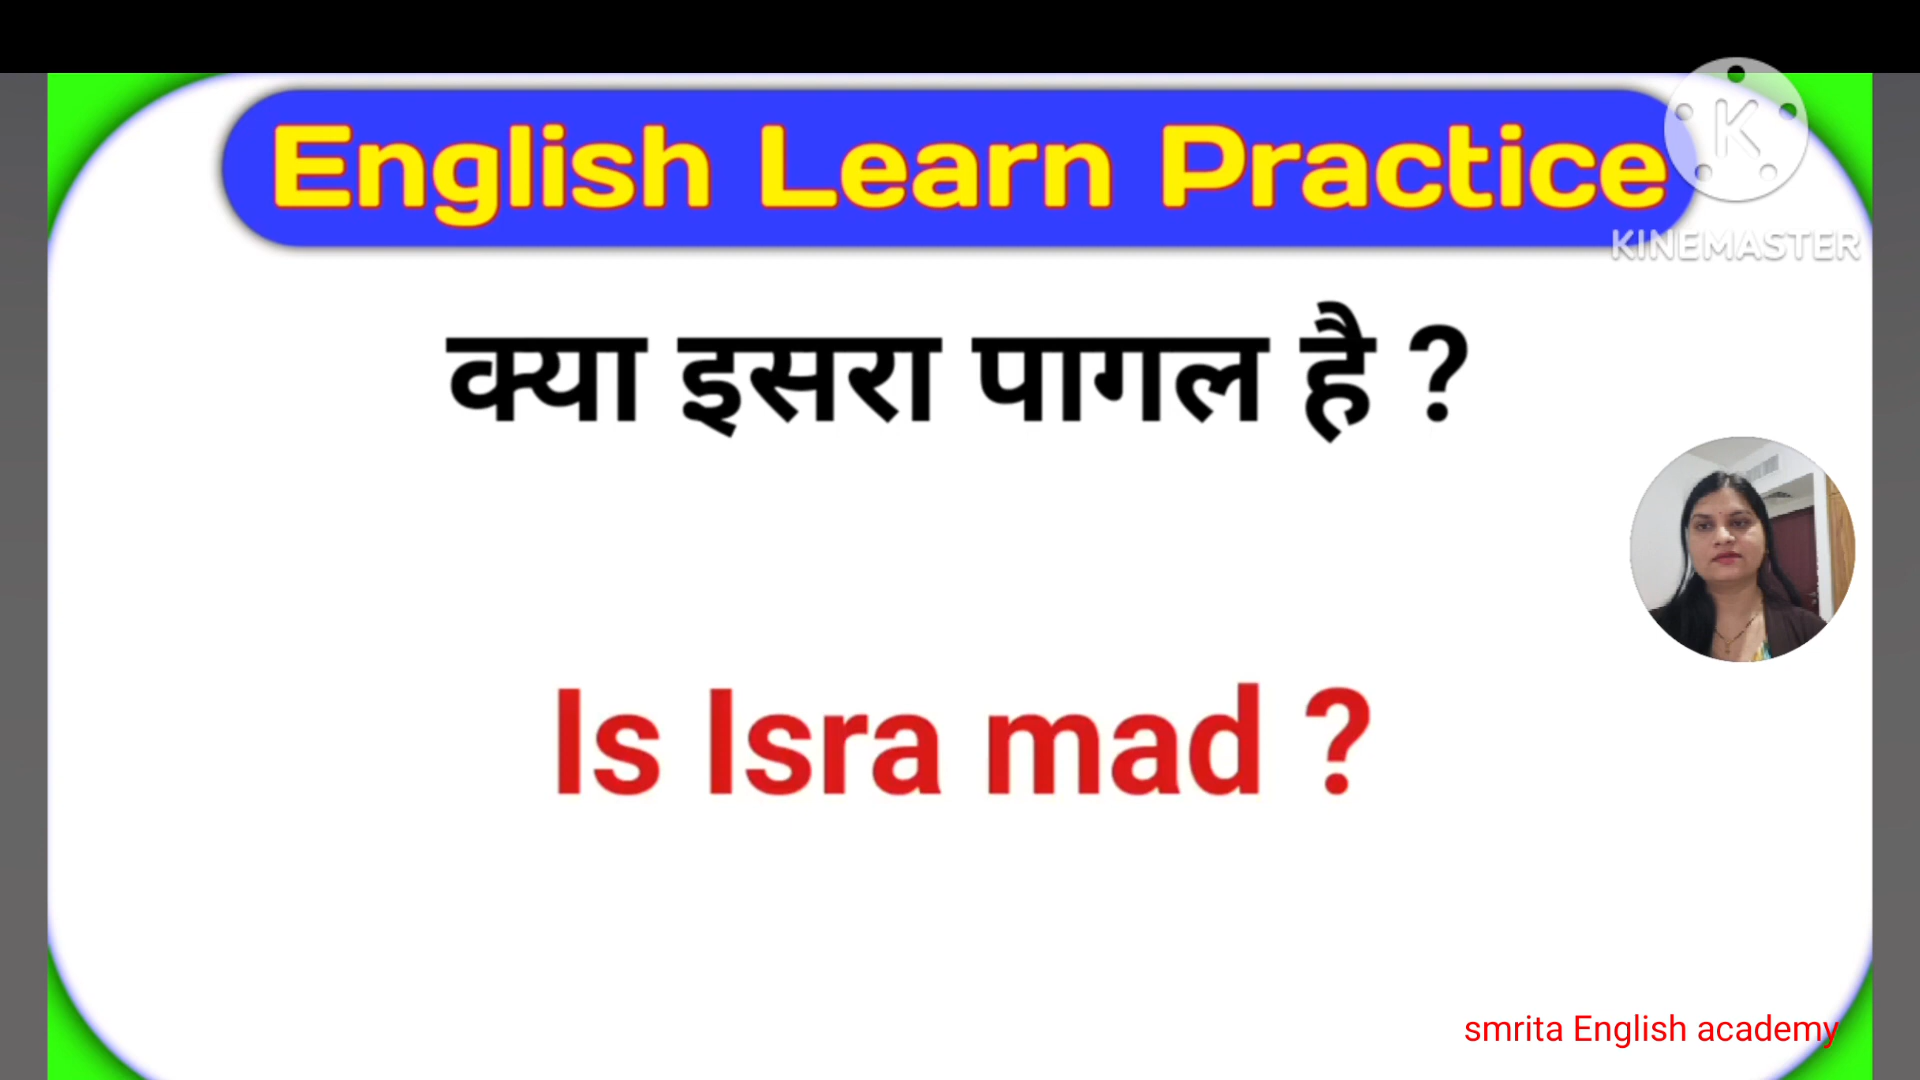 English Learn Practice
K
KINEMASTER
क्या इसरा पागल है ?
Is Isra mad ?
smrita English academy